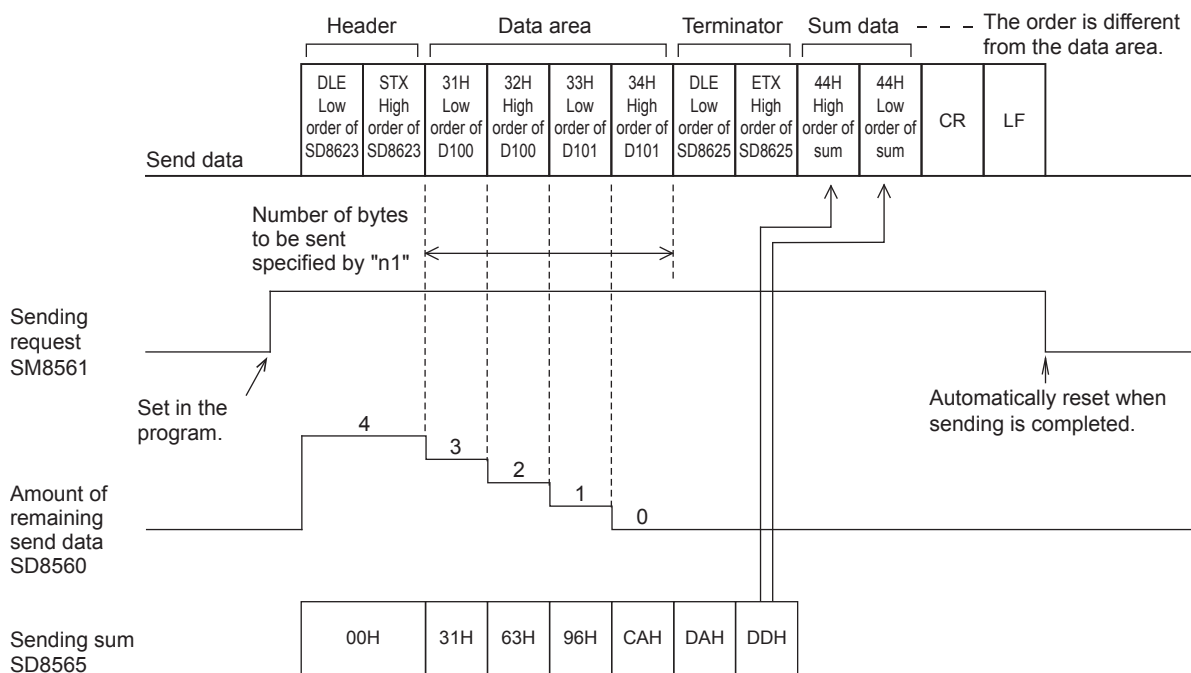 Header
Data area
Terminator
Sum data
The order is different
from the data area.
DLE
Low
order of
SD8623
STX
High
order of
SD8623
31H
Low
order of
D100
32H
High
order of
D100
33H
Low
order of
D101
34H
High
order of
D101
DLE
Low
order of
SD8625
ETX
High
order of
SD8625
44H
High
order of
sum
44H
Low
order of
sum
CR
LF
Send data
Number of bytes
to be sent
specified by "n1"
Sending
request
SM8561
Set in the
program.
Automatically reset when
sending is completed.
4
3
2
1
0
Amount of
remaining
send data
SD8560
Sending sum
SD8565
00H
31H
63H
96H
CAH
DAH
DDH